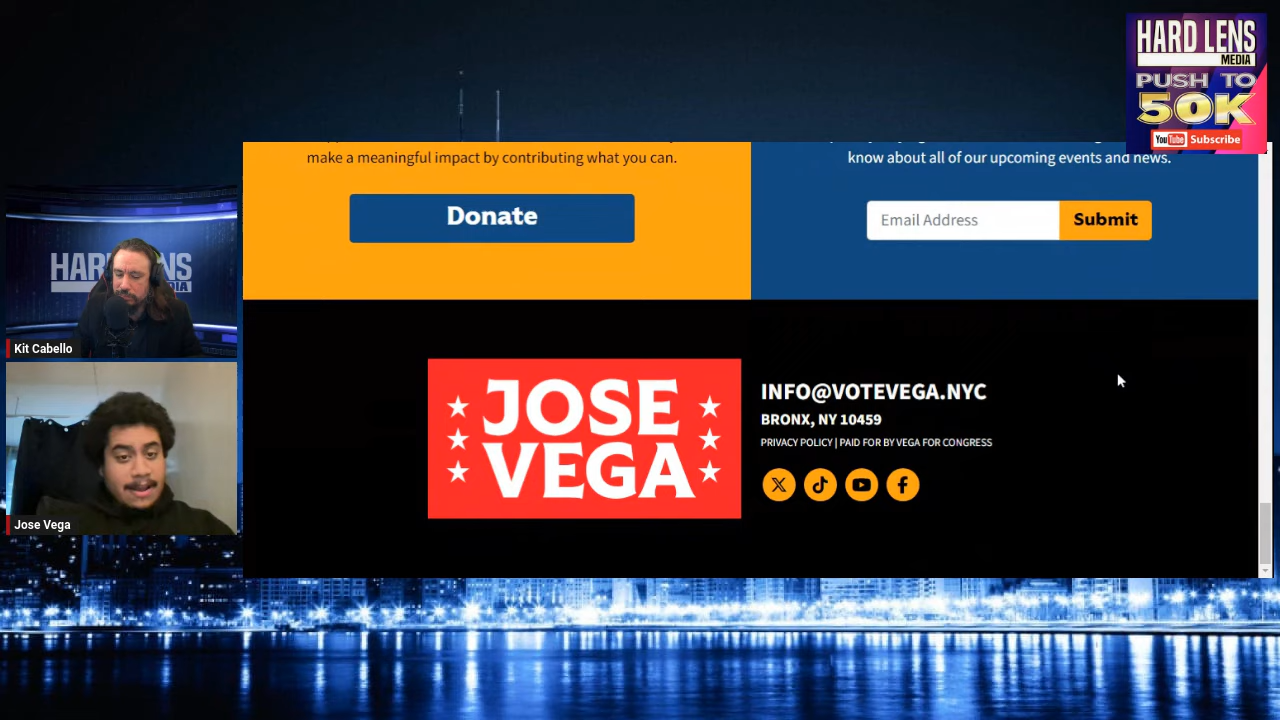 HARD LENS
MEDIA
PUSH TO
50K
YouTube Subscribe
make a meaningful impact by contributing what you can.
know about all of our upcoming events and news.
Donate
Email Address
Submit
JOSE
VEGA
INFO@VOTEVEGA.NYC
BRONX, NY 10459
PRIVACY POLICY | PAID FOR BY VEGA FOR CONGRESS
Kit Cabello
Jose Vega